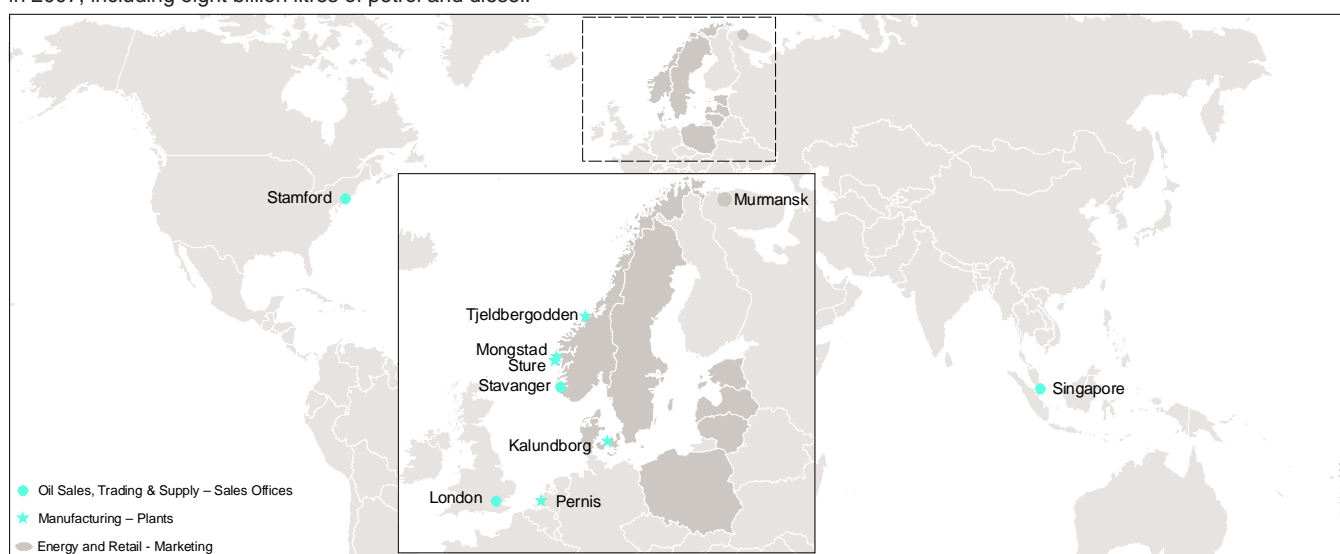 in 2007, including eight billion litres of petrol and diesel.
Stamford
Murmansk
Tjeldbergodden
Mongstad
Sture
Stavanger
Singapore
Kalundborg
London
Pernis
Oil Sales, Trading & Supply – Sales Offices
Manufacturing – Plants
Energy and Retail - Marketing